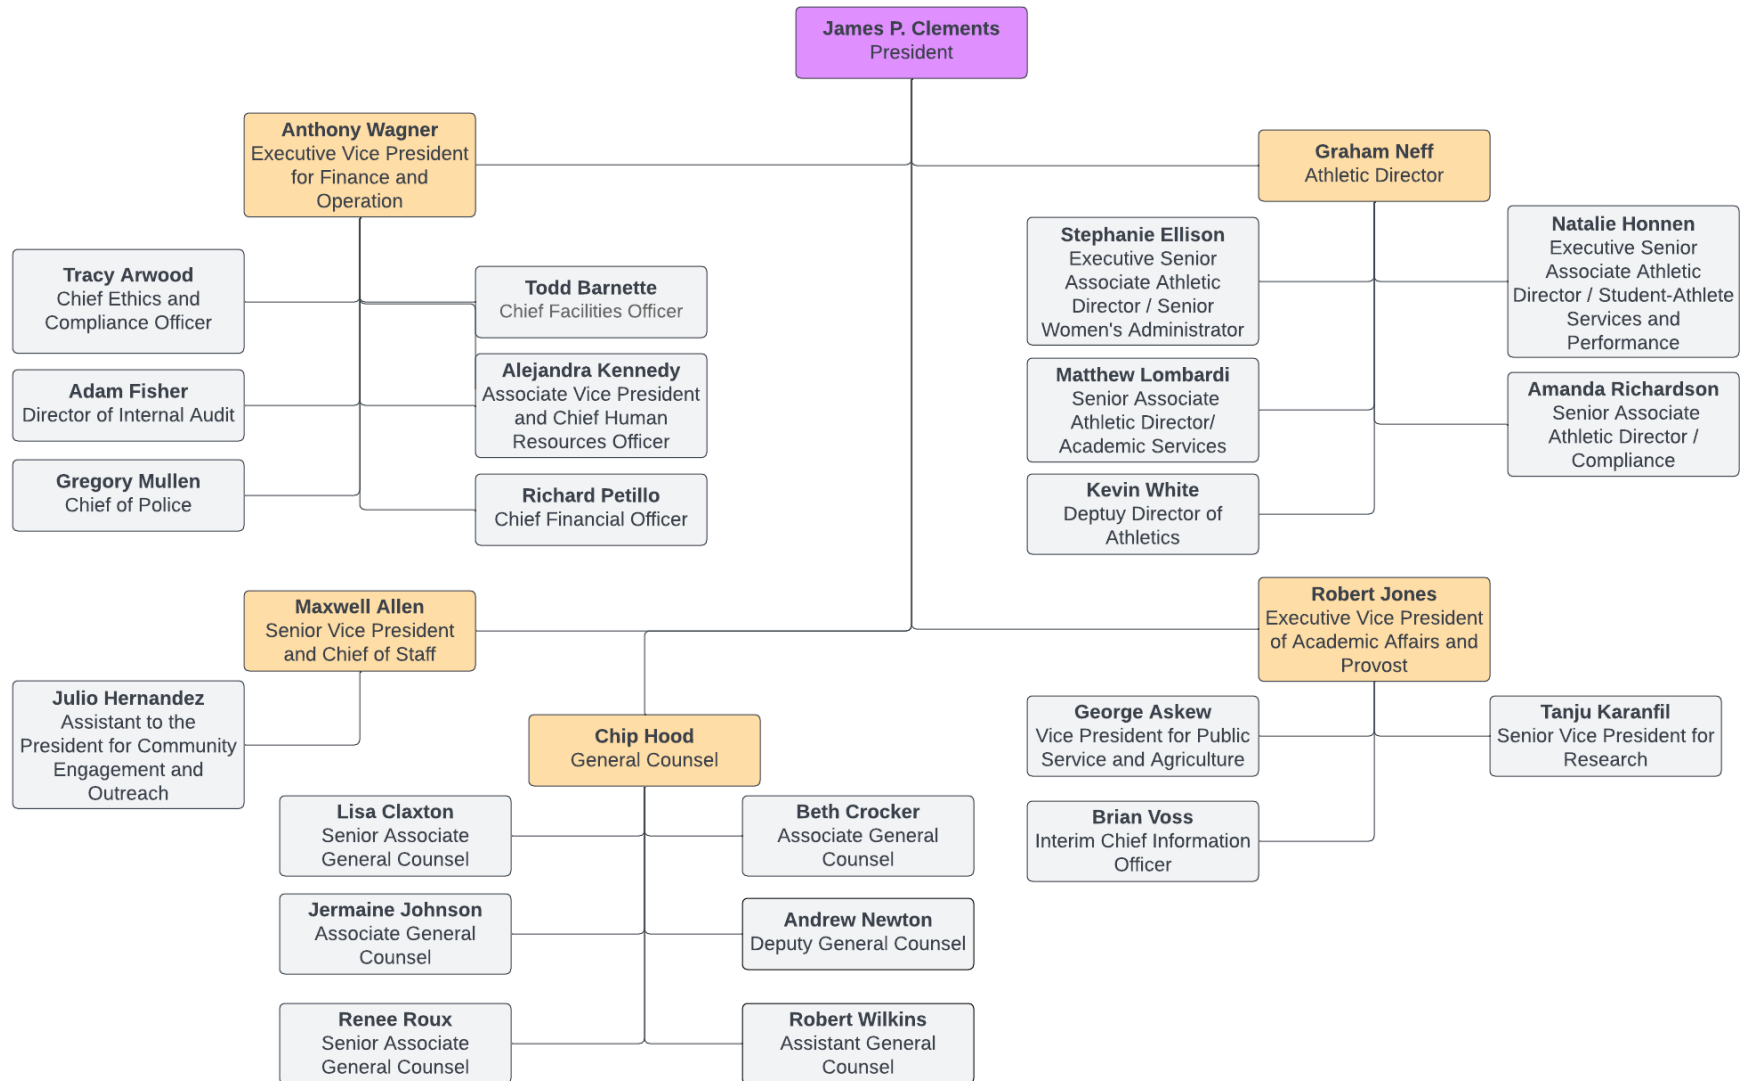 James P. Clements
President
Anthony Wagner
Executive Vice President
for Finance and
Operation
Graham Neff
Athletic Director
Tracy Arwood
Chief Ethics and
Compliance Officer
Todd Barnette
Chief Facilities Officer
Adam Fisher
Director of Internal Audit
Alejandra Kennedy
Associate Vice President
and Chief Human
Resources Officer
Gregory Mullen
Chief of Police
Richard Petillo
Chief Financial Officer
Stephanie Ellison
Executive Senior
Associate Athletic
Director / Senior
Women's Administrator
Natalie Honnen
Executive Senior
Associate Athletic
Director / Student-Athlete
Services and
Performance
Matthew Lombardi
Senior Associate
Athletic Director/
Academic Services
Amanda Richardson
Senior Associate
Athletic Director /
Compliance
Kevin White
Deptuy Director of
Athletics
Maxwell Allen
Senior Vice President
and Chief of Staff
Robert Jones
Executive Vice President
of Academic Affairs and
Provost
Julio Hernandez
Assistant to the
President for Community
Engagement and
Outreach
Chip Hood
General Counsel
George Askew
Vice President for Public
Service and Agriculture
Tanju Karanfil
Senior Vice President for
Research
Brian Voss
Interim Chief Information
Officer
Lisa Claxton
Senior Associate
General Counsel
Beth Crocker
Associate General
Counsel
Jermaine Johnson
Associate General
Counsel
Andrew Newton
Deputy General Counsel
Renee Roux
Senior Associate
General Counsel
Robert Wilkins
Assistant General
Counsel